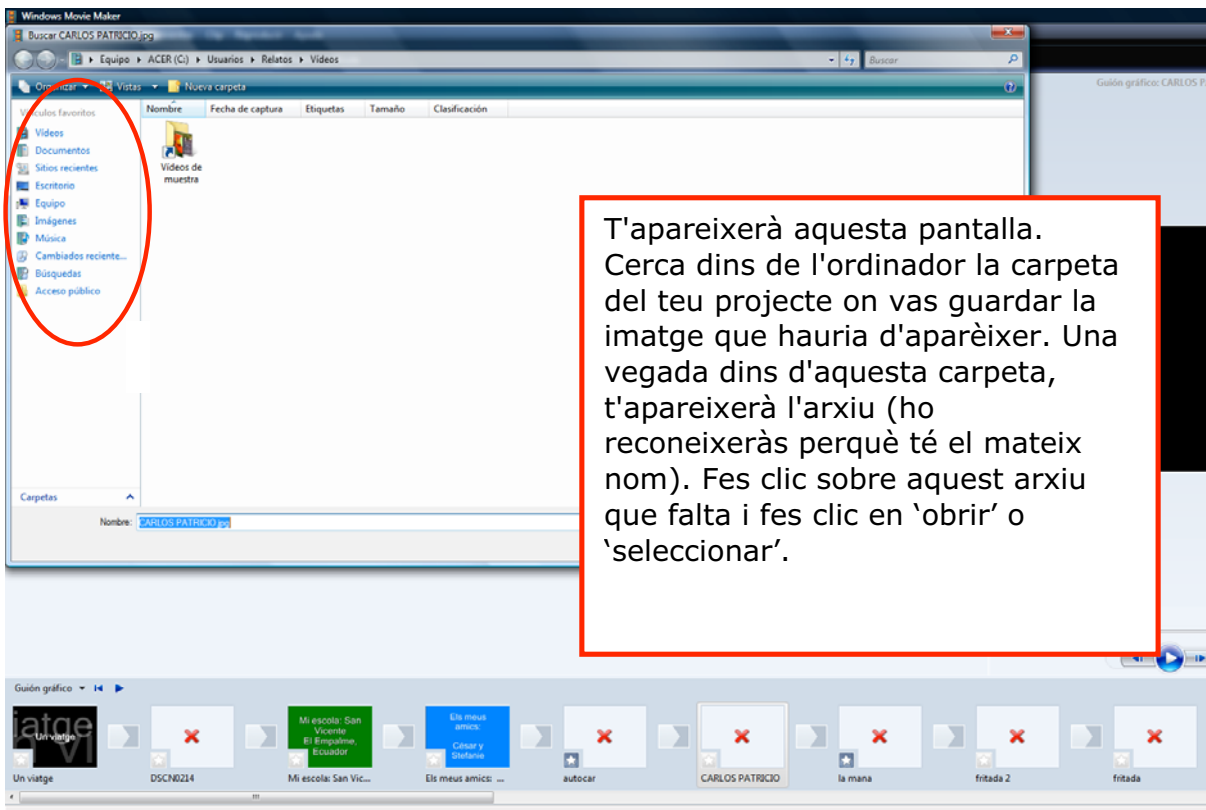 Windows Movie Maker
Buscar CARLOS PATRICIO.jpg
Equipo ▸ ACER (C:) ▸ Usuarios ▸ Relatos ▸ Videos
Buscar
Organizar Vistas Nueva carpeta
Guión gráfico: CARLOS P
Vínculos favoritos
Nombre Fecha de captura Etiquetas Tamaño Clasificación
Vídeos
Documentos
Sitios recientes
Escritorio
Equipo
Imágenes
Música
Cambiados reciente...
Búsquedas
Acceso público
Vídeos de
muestra
T'apareixerà aquesta pantalla.
Cerca dins de l'ordinador la carpeta
del teu projecte on vas guardar la
imatge que hauria d'aparèixer. Una
vegada dins d'aquesta carpeta,
t'apareixerà l'arxiu (ho
reconeixeràs perquè té el mateix
nom). Fes clic sobre aquest arxiu
que falta i fes clic en ‘obrir’ o
‘seleccionar’.
Carpetas
Nombre: CARLOS PATRICIO.jpg
Guión gráfico
iatge
Un viatge
Mi escola: San
Vicente
El Empalme,
Ecuador
Els meus
amics:
César y
Stefanie
Un viatge
DSCN0214
Mi escola: San Vic...
Els meus amics: ...
autocar
CARLOS PATRICIO
la mana
fritada 2
fritada